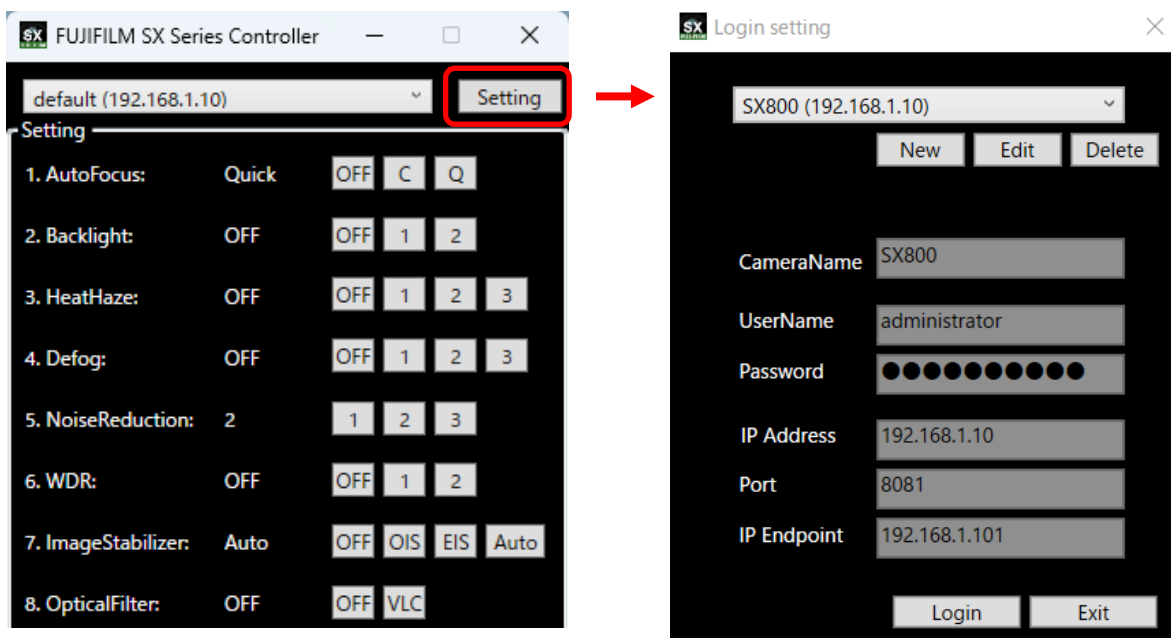 SX FUJIFILM SX Series Controller
default (192.168.1.10) Setting
Setting
1. AutoFocus: Quick OFF C Q
2. Backlight: OFF OFF 1 2
3. HeatHaze: OFF OFF 1 2 3
4. Defog: OFF OFF 1 2 3
5. NoiseReduction: 2 1 2 3
6. WDR: OFF OFF 1 2
7. ImageStabilizer: Auto OFF OIS EIS Auto
8. OpticalFilter: OFF OFF VLC
SX Login setting
SX800 (192.168.1.10)
New Edit Delete
CameraName SX800
UserName administrator
Password ●●●●●●●●●●
IP Address 192.168.1.10
Port 8081
IP Endpoint 192.168.1.101
Login Exit